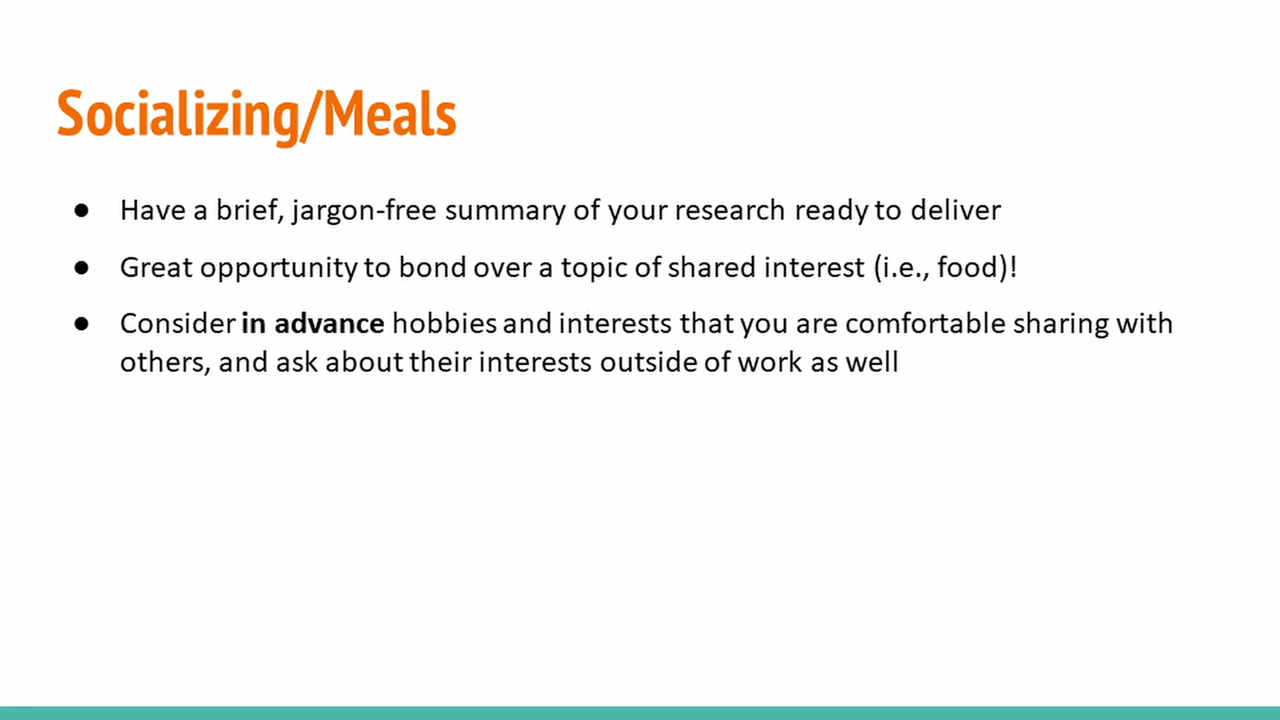 Socializing/Meals
● Have a brief, jargon-free summary of your research ready to deliver
● Great opportunity to bond over a topic of shared interest (i.e., food)!
● Consider in advance hobbies and interests that you are comfortable sharing with
others, and ask about their interests outside of work as well